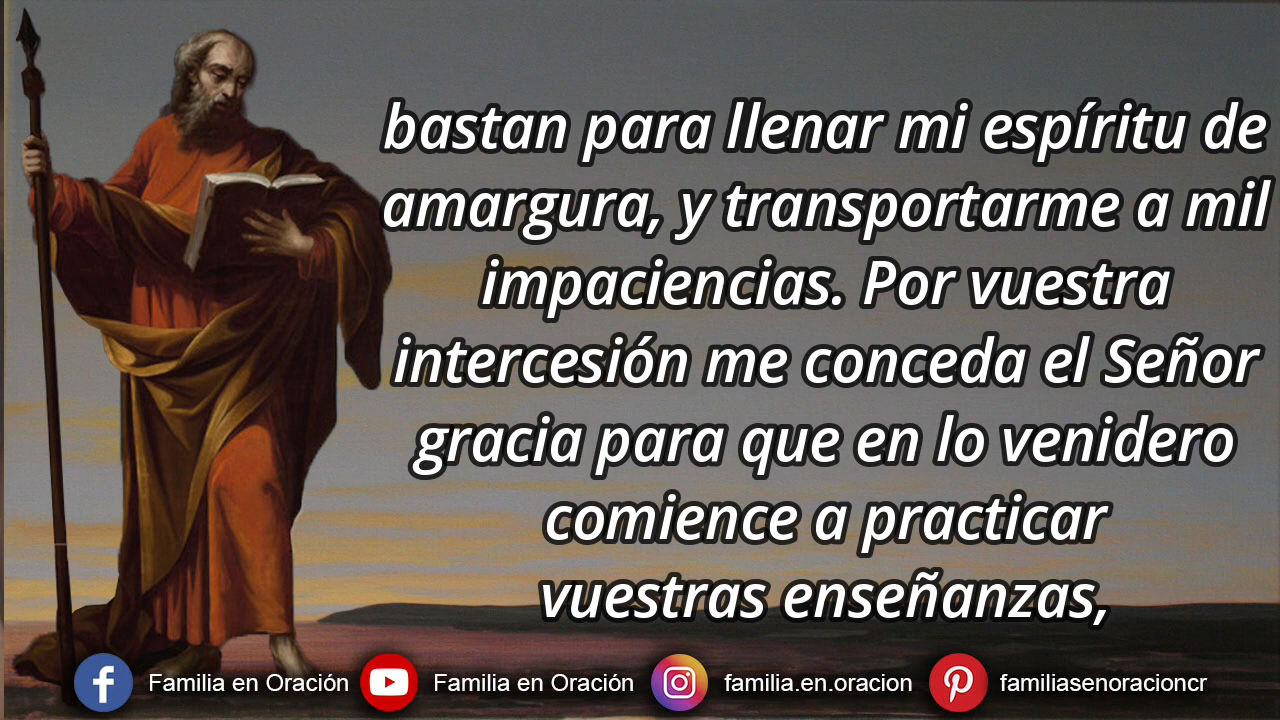 bastan para llenar mi espíritu de
amargura, y transportarme a mil
impaciencias. Por vuestra
intercesión me conceda el Señor
gracia para que en lo venidero
comience a practicar
vuestras enseñanzas,
Familia en Oración
Familia en Oración
familia.en.oracion
familiasenoracioncr